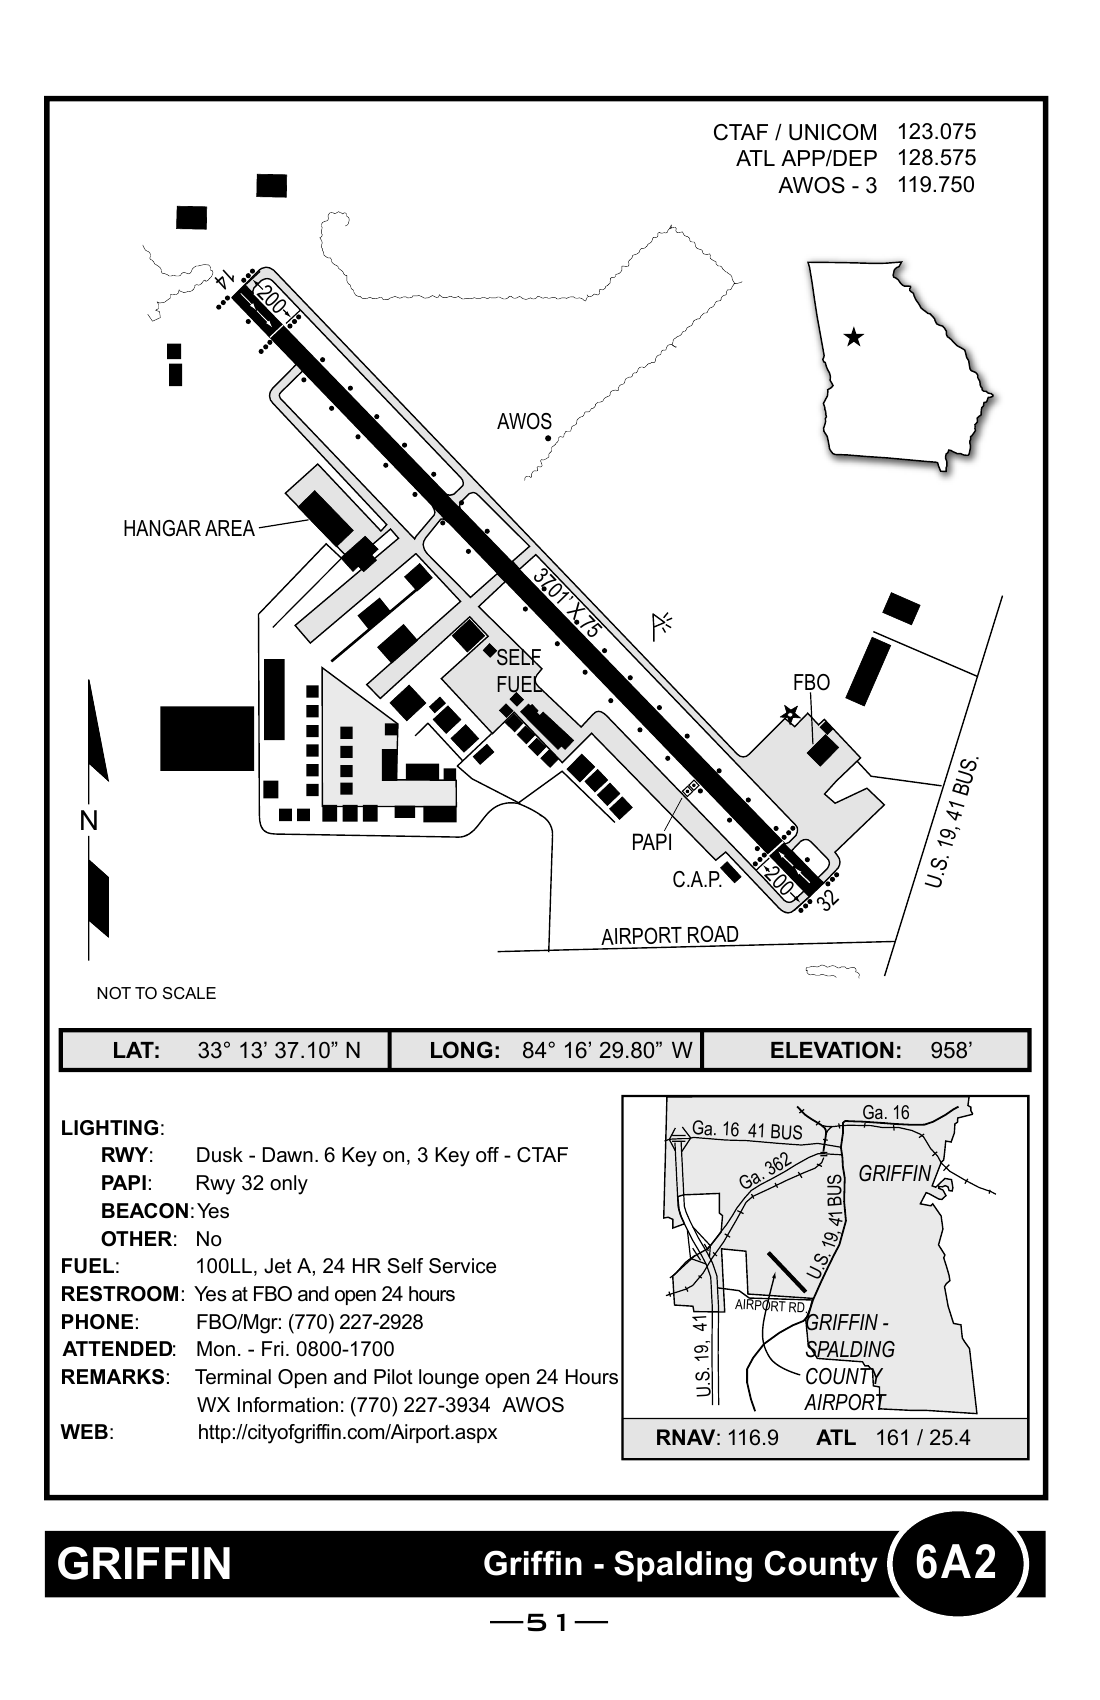 CTAF / UNICOM 123.075
ATL APP/DEP 128.575
AWOS - 3 119.750
14
200'
AWOS
HANGAR AREA
3701' X 75
SELF
FUEL
FBO
U.S. 19, 41 BUS.
N
PAPI
C.A.P.
200'
32
AIRPORT ROAD
NOT TO SCALE
LAT: 33° 13’ 37.10” N LONG: 84° 16’ 29.80” W ELEVATION: 958’
LIGHTING:
RWY: Dusk - Dawn. 6 Key on, 3 Key off - CTAF
PAPI: Rwy 32 only
BEACON: Yes
OTHER: No
FUEL: 100LL, Jet A, 24 HR Self Service
RESTROOM: Yes at FBO and open 24 hours
PHONE: FBO/Mgr: (770) 227-2928
ATTENDED: Mon. - Fri. 0800-1700
REMARKS: Terminal Open and Pilot lounge open 24 Hours
WX Information: (770) 227-3934 AWOS
WEB: http://cityofgriffin.com/Airport.aspx
Ga. 16
Ga. 16 41 BUS
Ga. 362
GRIFFIN
U.S. 19, 41 BUS
AIRPORT RD.
U.S. 19, 41
GRIFFIN -
SPALDING
COUNTY
AIRPORT
RNAV: 116.9 ATL 161 / 25.4
GRIFFIN Griffin - Spalding County 6A2
51